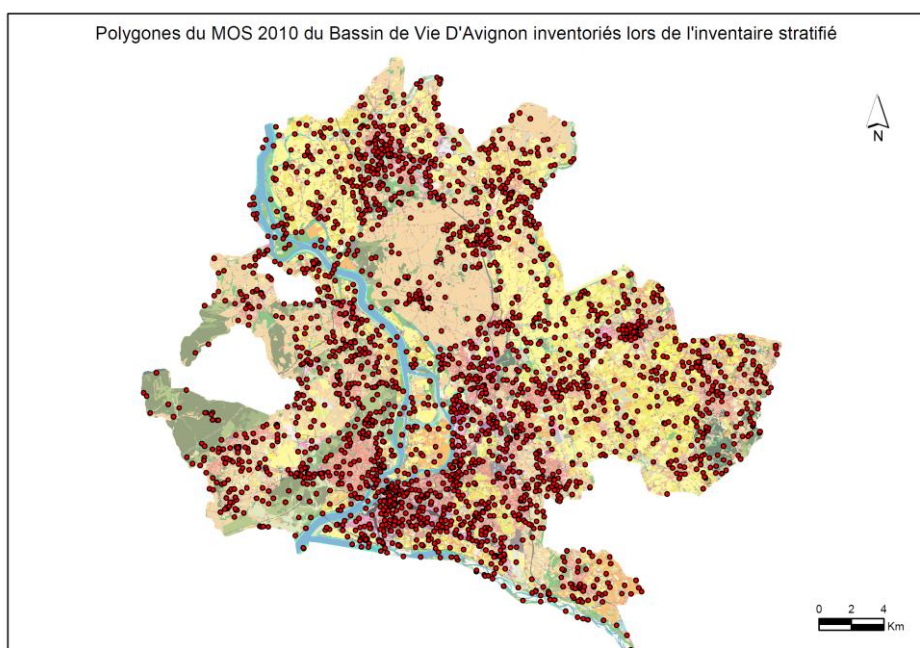 Polygones du MOS 2010 du Bassin de Vie D'Avignon inventoriés lors de l'inventaire stratifié
N
0 2 4
Km